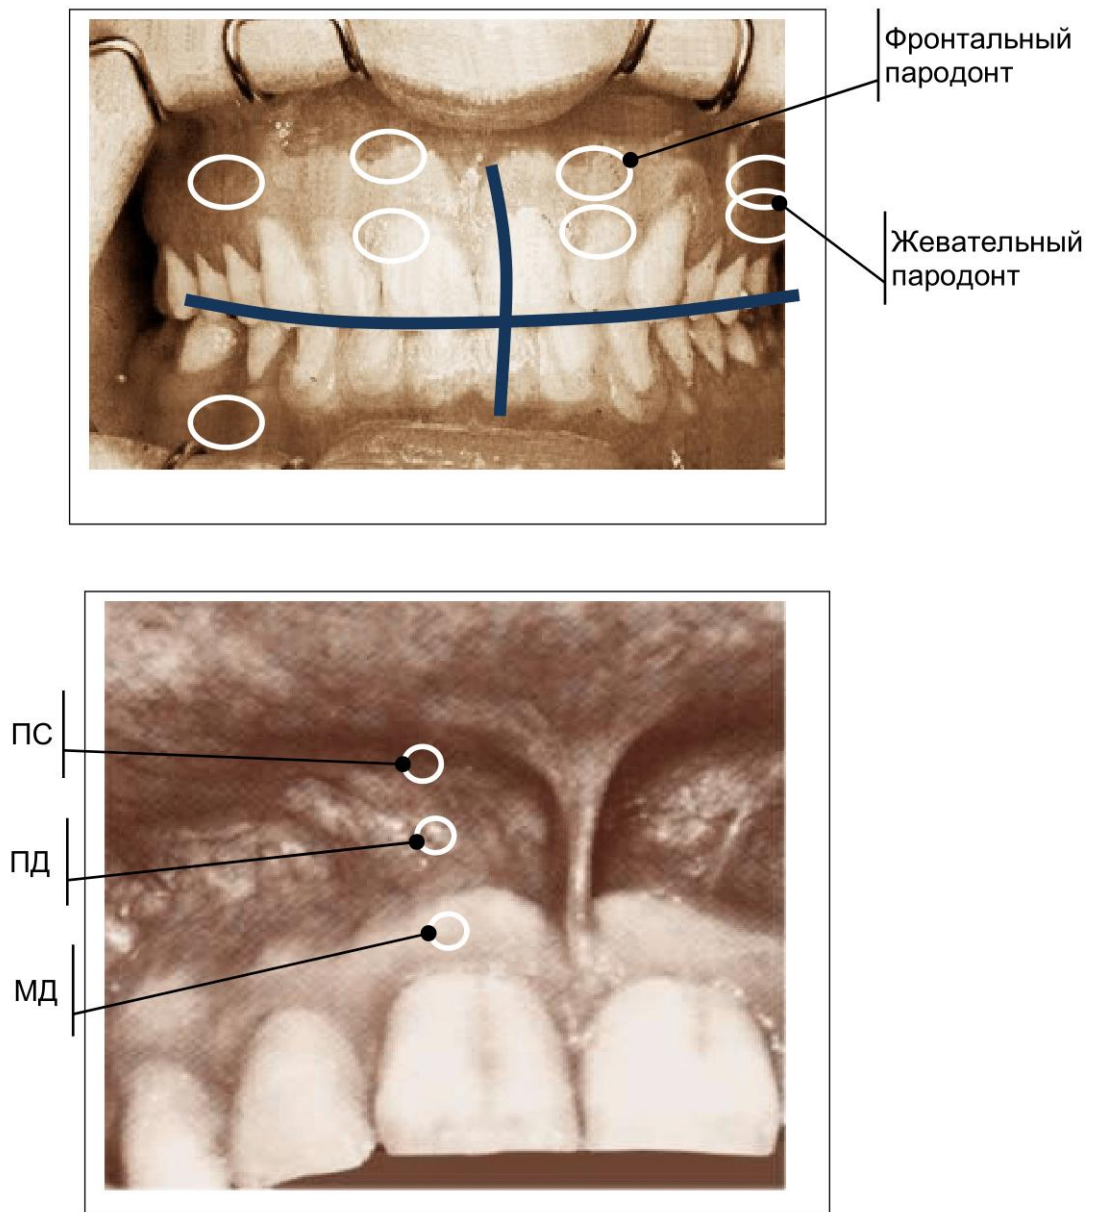 Фронтальный
пародонт
Жевательный
пародонт
ПС
ПД
МД